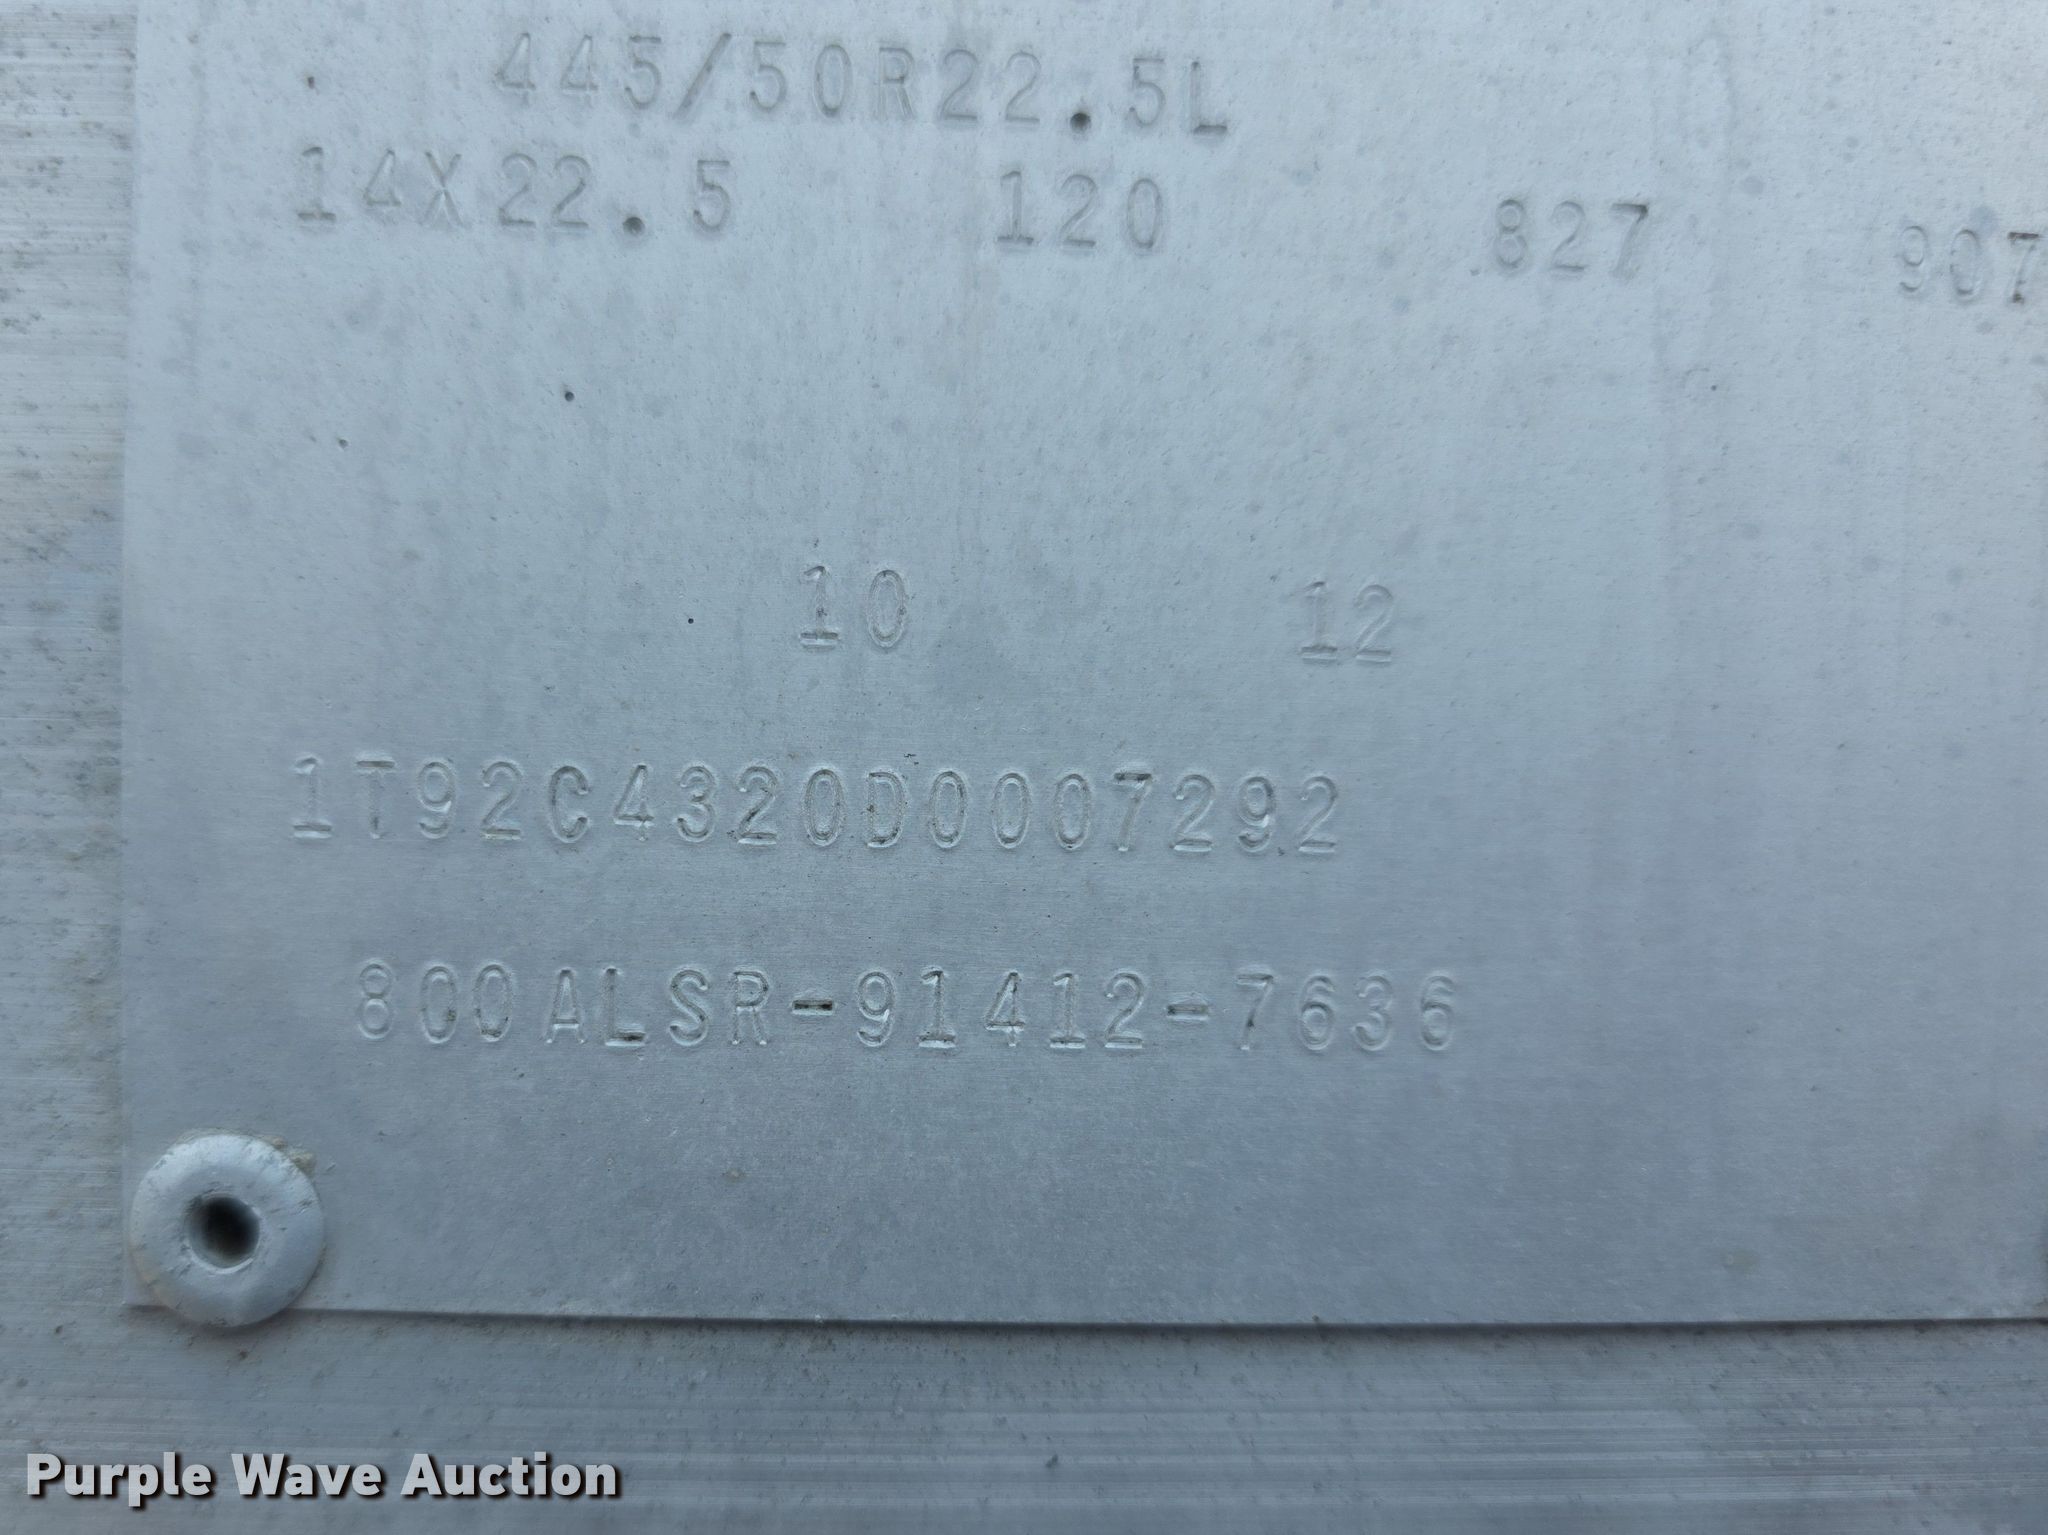 445/50R22.5L
14X22.5 120 827 907
10 12
1T92C4320D0007292
800ALSR-91412-7636
Purple Wave Auction